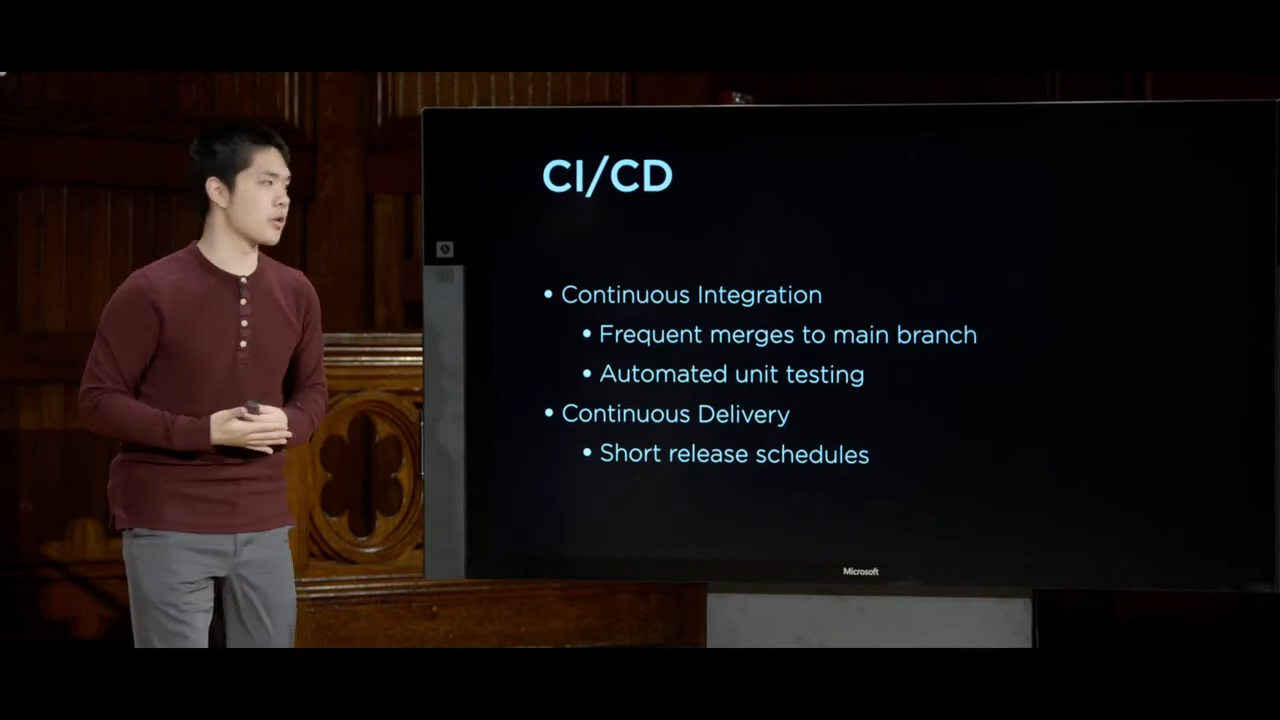 CI/CD
• Continuous Integration
• Frequent merges to main branch
• Automated unit testing
• Continuous Delivery
• Short release schedules
Microsoft